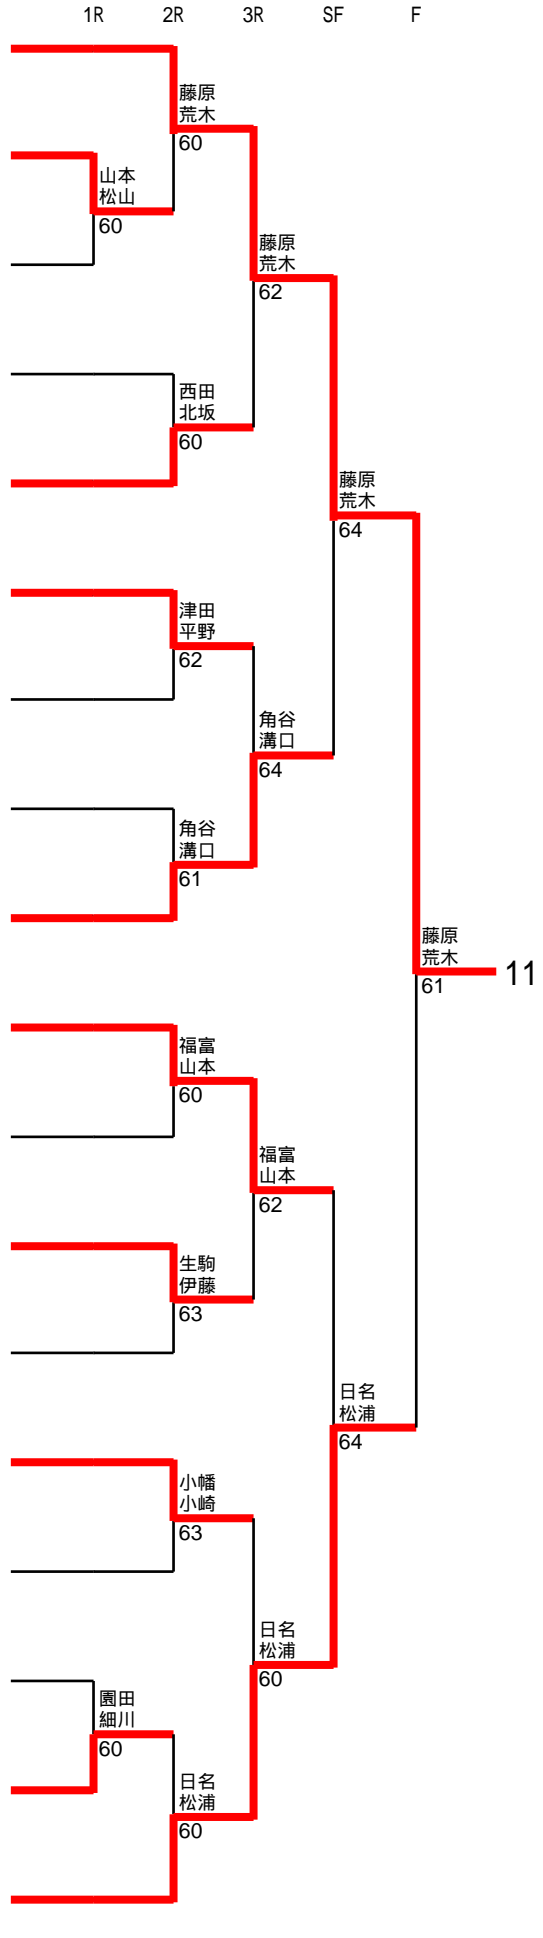 1R 2R 3R SF F
藤原
荒木
60
山本
松山
60
藤原
荒木
62
西田
北坂
60
藤原
荒木
64
津田
平野
62
角谷
溝口
64
角谷
溝口
61
藤原
荒木
61
11
福富
山本
60
福富
山本
62
生駒
伊藤
63
日名
松浦
64
小幡
小崎
63
日名
松浦
60
園田
細川
60
日名
松浦
60